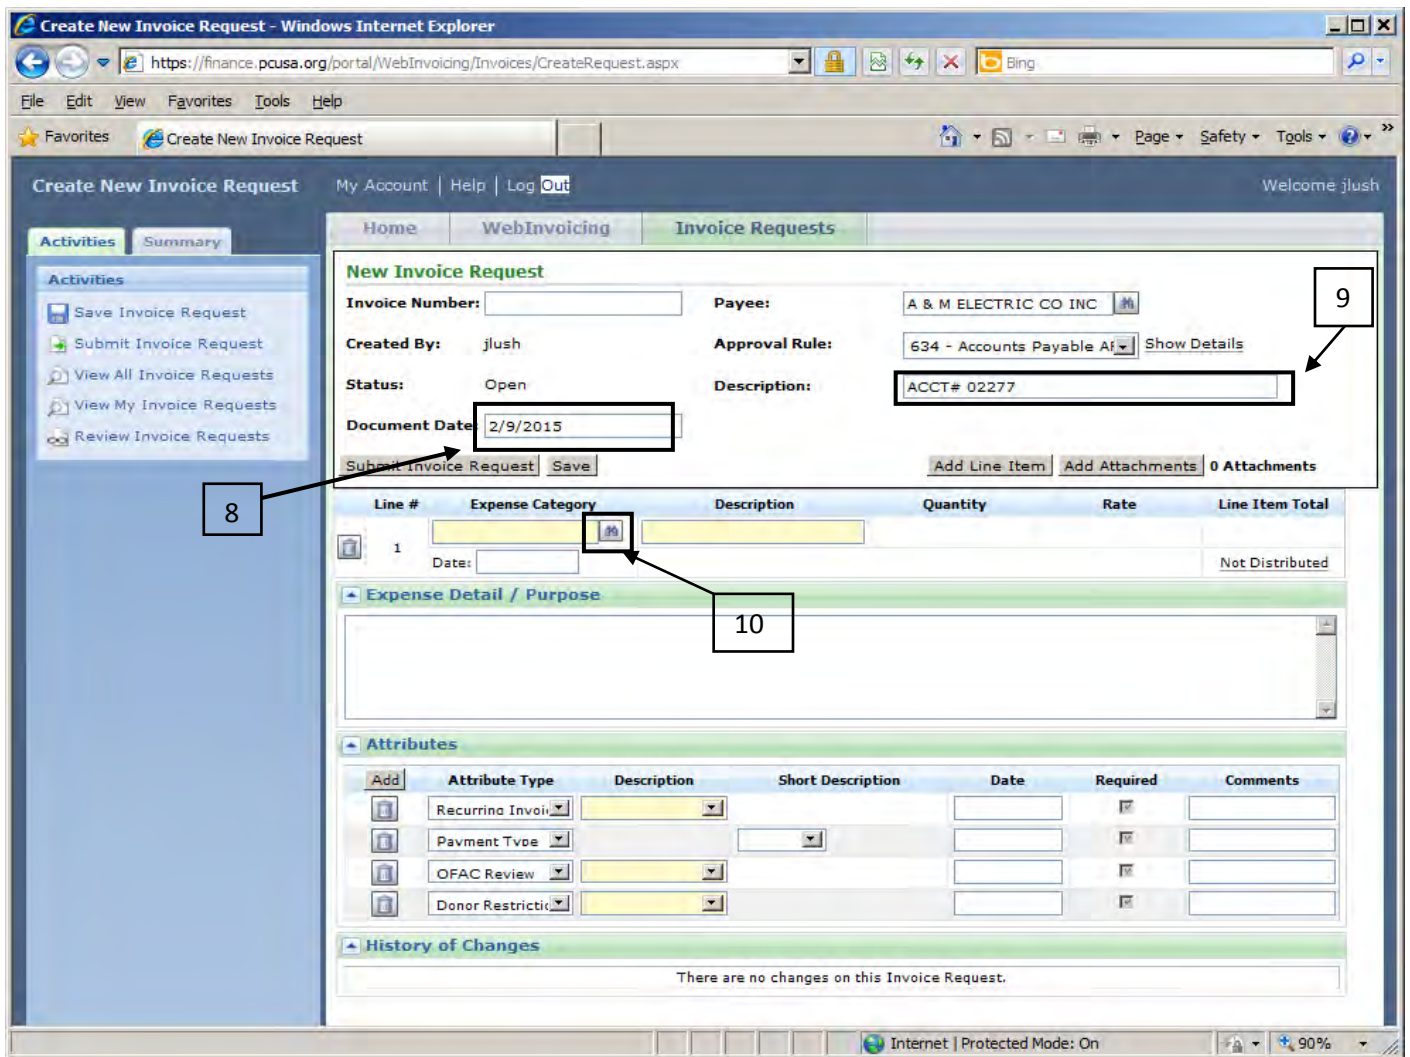 Create New Invoice Request - Windows Internet Explorer
https://finance.pcusa.org/portal/WebInvoicing/Invoices/CreateRequest.aspx
Bing
File Edit View Favorites Tools Help
Favorites Create New Invoice Request Page Safety Tools »
Create New Invoice Request My Account | Help | Log Out Welcome jlush
Activities Summary Home WebInvoicing Invoice Requests
Activities
Save Invoice Request
Submit Invoice Request
View All Invoice Requests
View My Invoice Requests
Review Invoice Requests
New Invoice Request
Invoice Number: Payee: A & M ELECTRIC CO INC
9
Created By: jlush Approval Rule: 634 - Accounts Payable Show Details
Status: Open Description: ACCT# 02277
Document Date: 2/9/2015
Submit Invoice Request Save Add Line Item Add Attachments 0 Attachments
8
Line # Expense Category Description Quantity Rate Line Item Total
1
Date: Not Distributed
10
Expense Detail / Purpose
Attributes
Add Attribute Type Description Short Description Date Required Comments
Recurring Invoi
Payment Type
OFAC Review
Donor Restrictio
History of Changes
There are no changes on this Invoice Request.
Internet | Protected Mode: On 90%